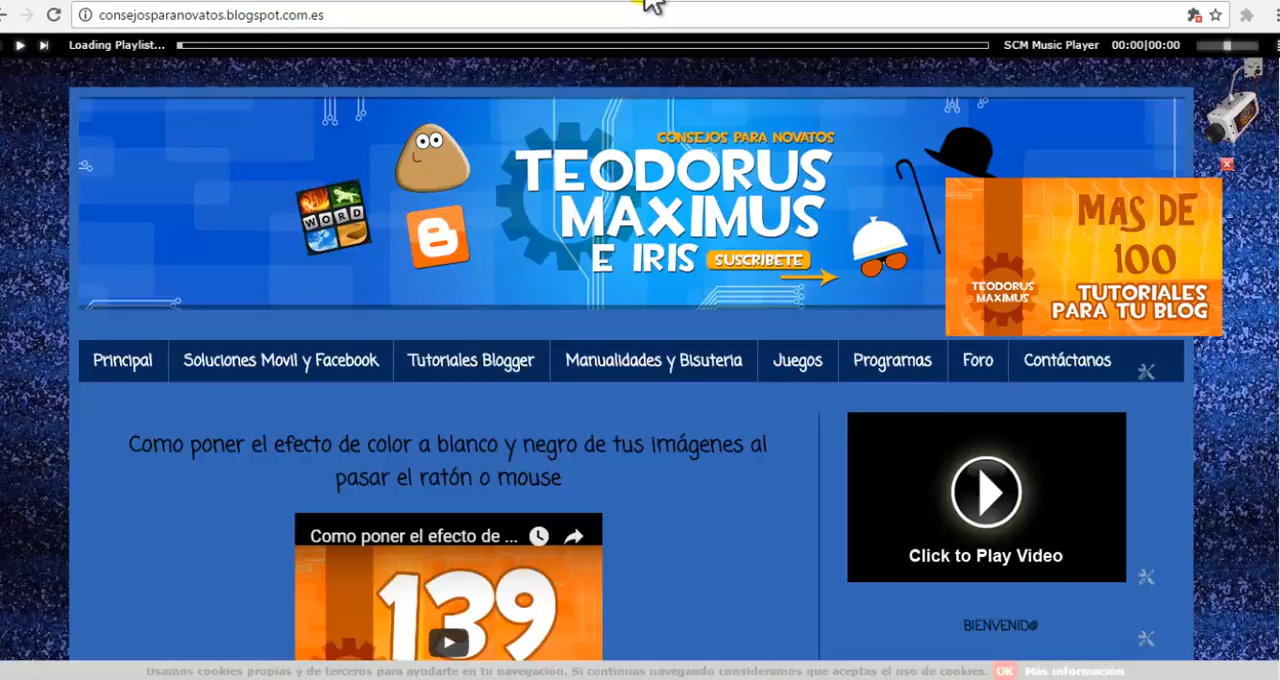 consejosparanovatos.blogspot.com.es
Loading Playlist...
SCM Music Player 00:00|00:00
CONSEJOS PARA NOVATOS
TEODORUS
MAXIMUS
E IRIS
SUSCRÍBETE
WORD
MAS DE
100
TUTORIALES
PARA TU BLOG
TEODORUS
MAXIMUS
Principal
Soluciones Movil y Facebook
Tutoriales Blogger
Manualidades y Bisuteria
Juegos
Programas
Foro
Contáctanos
Como poner el efecto de color a blanco y negro de tus imágenes al
pasar el ratón o mouse
Como poner el efecto de ...
139
Click to Play Video
BIENVENID@
Usamos cookies propias y de terceros para ayudarte en tu navegación. Si continuas navegando consideramos que aceptas el uso de cookies. OK Más información